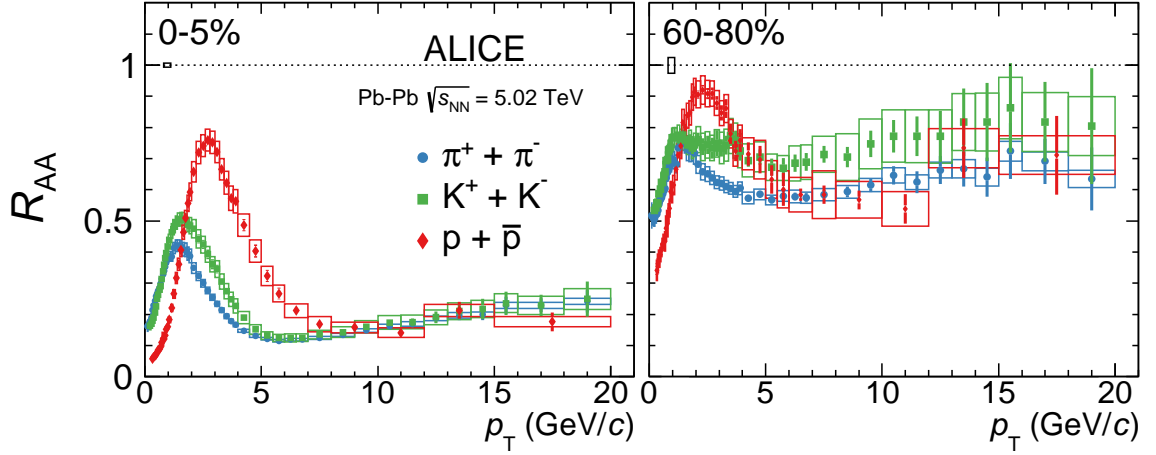 0-5%
ALICE
Pb-Pb √sNN = 5.02 TeV
π⁺ + π⁻
K⁺ + K⁻
p + p̄
RAA
1
0.5
0
0 5 10 15 20
pT (GeV/c)
60-80%
0 5 10 15 20
pT (GeV/c)